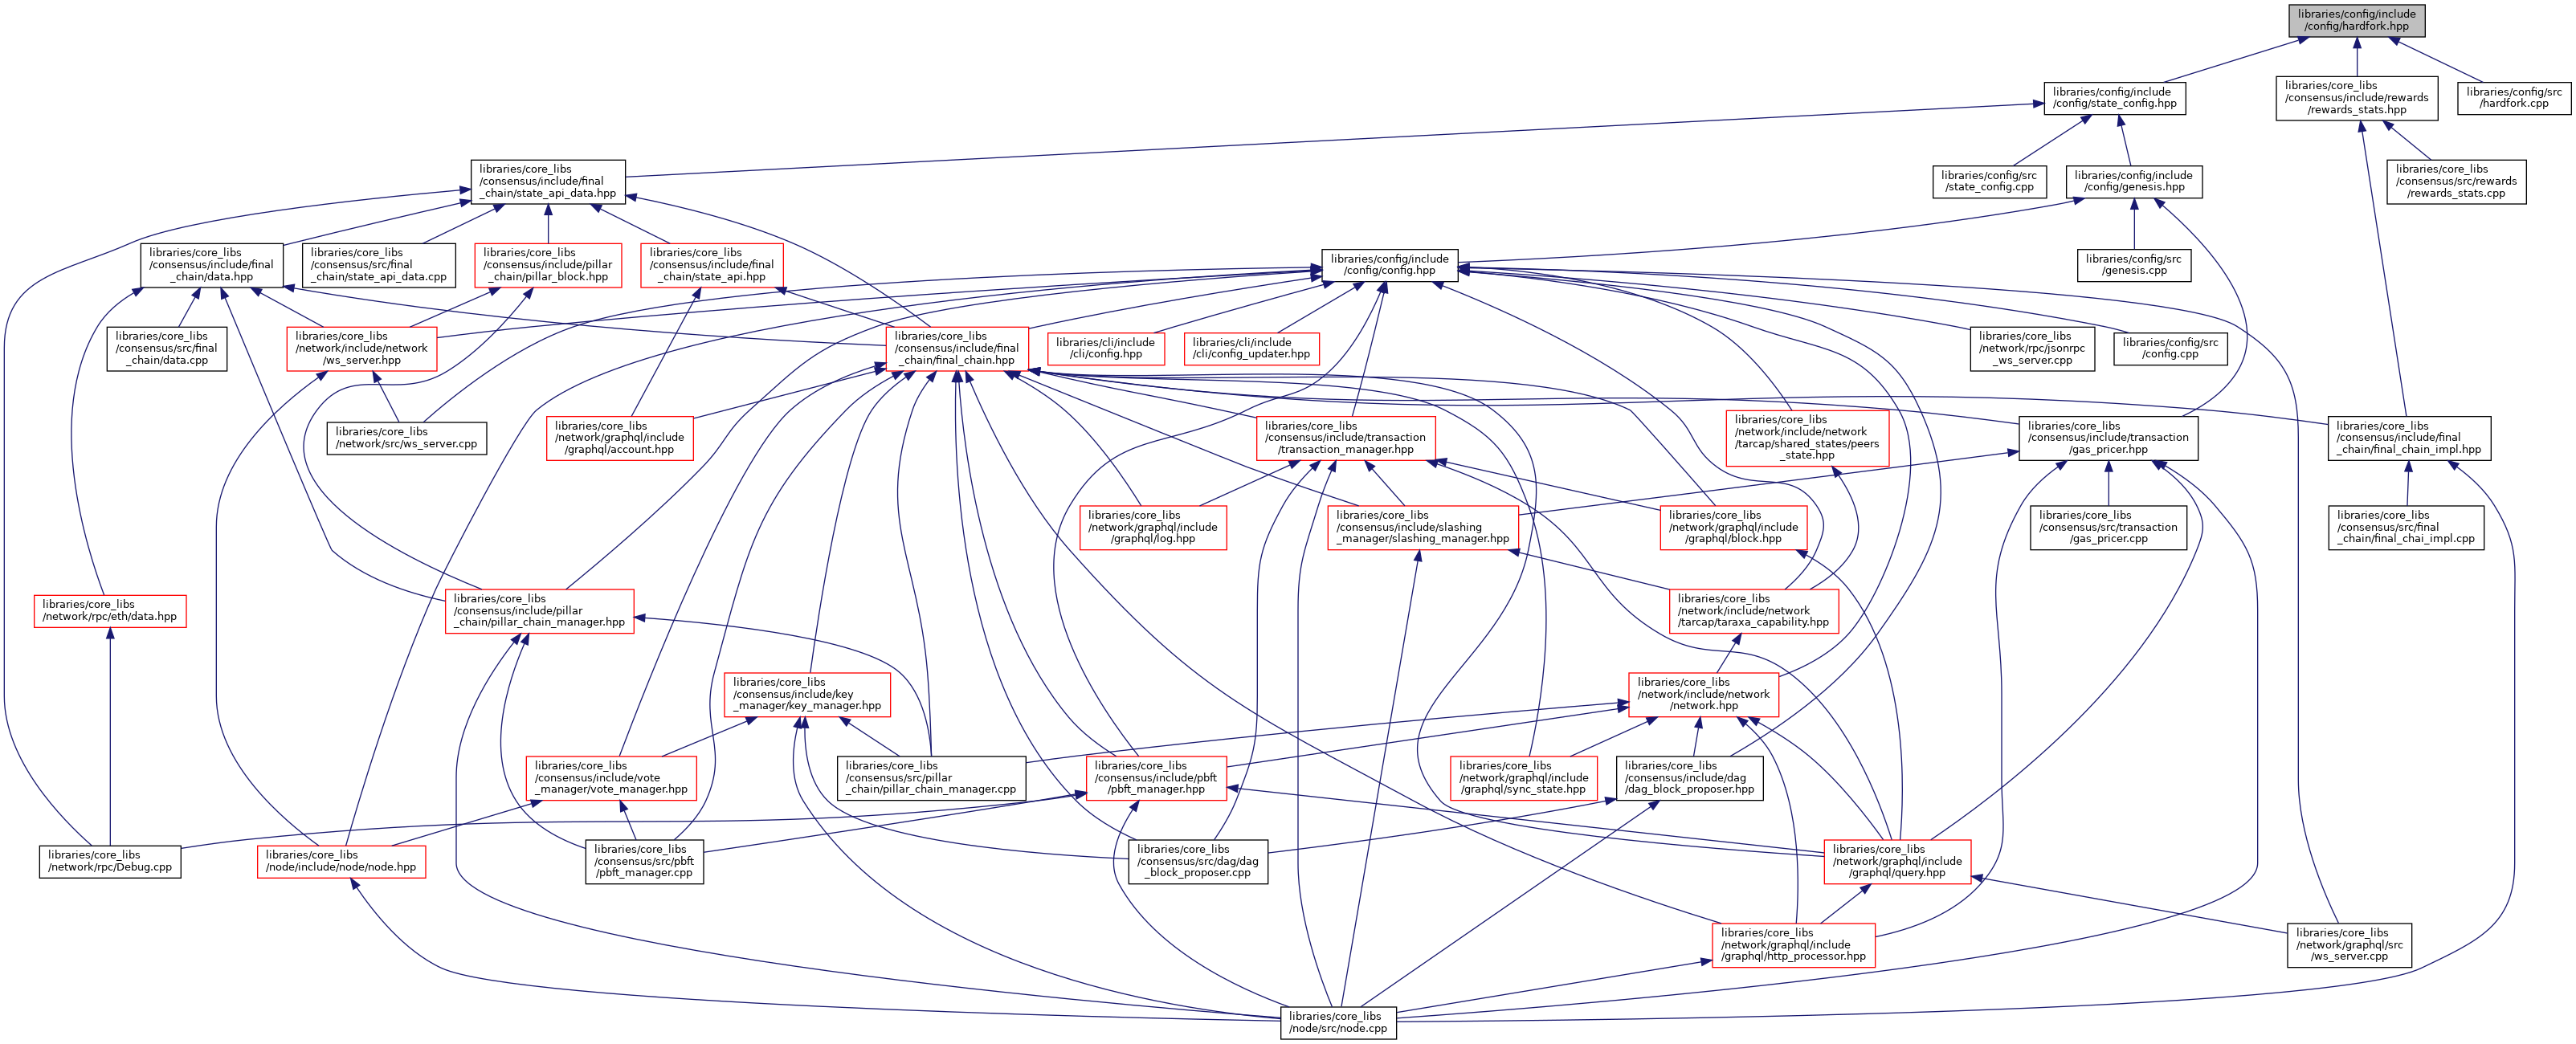 libraries/config/include
/config/hardfork.hpp
libraries/config/include
/config/state_config.hpp
libraries/core_libs
/consensus/include/rewards
/rewards_stats.hpp
libraries/config/src
/hardfork.cpp
libraries/core_libs
/consensus/include/final
_chain/state_api_data.hpp
libraries/config/src
/state_config.cpp
libraries/config/include
/config/genesis.hpp
libraries/core_libs
/consensus/src/rewards
/rewards_stats.cpp
libraries/core_libs
/consensus/include/final
_chain/data.hpp
libraries/core_libs
/consensus/src/final
_chain/state_api_data.cpp
libraries/core_libs
/consensus/include/pillar
_chain/pillar_block.hpp
libraries/core_libs
/consensus/include/final
_chain/state_api.hpp
libraries/config/include
/config/config.hpp
libraries/config/src
/genesis.cpp
libraries/core_libs
/consensus/src/final
_chain/data.cpp
libraries/core_libs
/network/include/network
/ws_server.hpp
libraries/core_libs
/consensus/include/final
_chain/final_chain.hpp
libraries/cli/include
/cli/config.hpp
libraries/cli/include
/cli/config_updater.hpp
libraries/core_libs
/network/rpc/jsonrpc
_ws_server.cpp
libraries/config/src
/config.cpp
libraries/core_libs
/network/src/ws_server.cpp
libraries/core_libs
/network/graphql/include
/graphql/account.hpp
libraries/core_libs
/consensus/include/transaction
/transaction_manager.hpp
libraries/core_libs
/network/include/network
/tarcap/shared_states/peers
_state.hpp
libraries/core_libs
/consensus/include/transaction
/gas_pricer.hpp
libraries/core_libs
/consensus/include/final
_chain/final_chain_impl.hpp
libraries/core_libs
/network/graphql/include
/graphql/log.hpp
libraries/core_libs
/consensus/include/slashing
_manager/slashing_manager.hpp
libraries/core_libs
/network/graphql/include
/graphql/block.hpp
libraries/core_libs
/consensus/src/transaction
/gas_pricer.cpp
libraries/core_libs
/consensus/src/final
_chain/final_chai_impl.cpp
libraries/core_libs
/network/rpc/eth/data.hpp
libraries/core_libs
/consensus/include/pillar
_chain/pillar_chain_manager.hpp
libraries/core_libs
/network/include/network
/tarcap/taraxa_capability.hpp
libraries/core_libs
/consensus/include/key
_manager/key_manager.hpp
libraries/core_libs
/network/include/network
/network.hpp
libraries/core_libs
/consensus/include/vote
_manager/vote_manager.hpp
libraries/core_libs
/consensus/src/pillar
_chain/pillar_chain_manager.cpp
libraries/core_libs
/consensus/include/pbft
/pbft_manager.hpp
libraries/core_libs
/network/graphql/include
/graphql/sync_state.hpp
libraries/core_libs
/consensus/include/dag
/dag_block_proposer.hpp
libraries/core_libs
/network/rpc/Debug.cpp
libraries/core_libs
/node/include/node/node.hpp
libraries/core_libs
/consensus/src/pbft
/pbft_manager.cpp
libraries/core_libs
/consensus/src/dag/dag
_block_proposer.cpp
libraries/core_libs
/network/graphql/include
/graphql/query.hpp
libraries/core_libs
/network/graphql/include
/graphql/http_processor.hpp
libraries/core_libs
/network/graphql/src
/ws_server.cpp
libraries/core_libs
/node/src/node.cpp